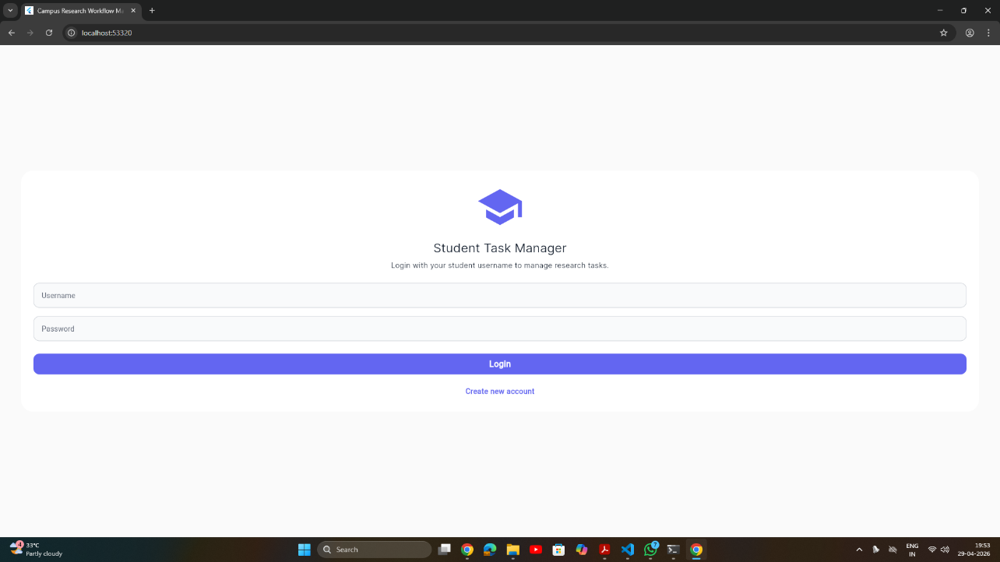 Campus Research Workflow Ma
localhost:53320
Student Task Manager
Login with your student username to manage research tasks.
Username
Password
Login
Create new account
4
33°C
Partly cloudy
Search
7
ENG
IN
19:53
29-04-2026